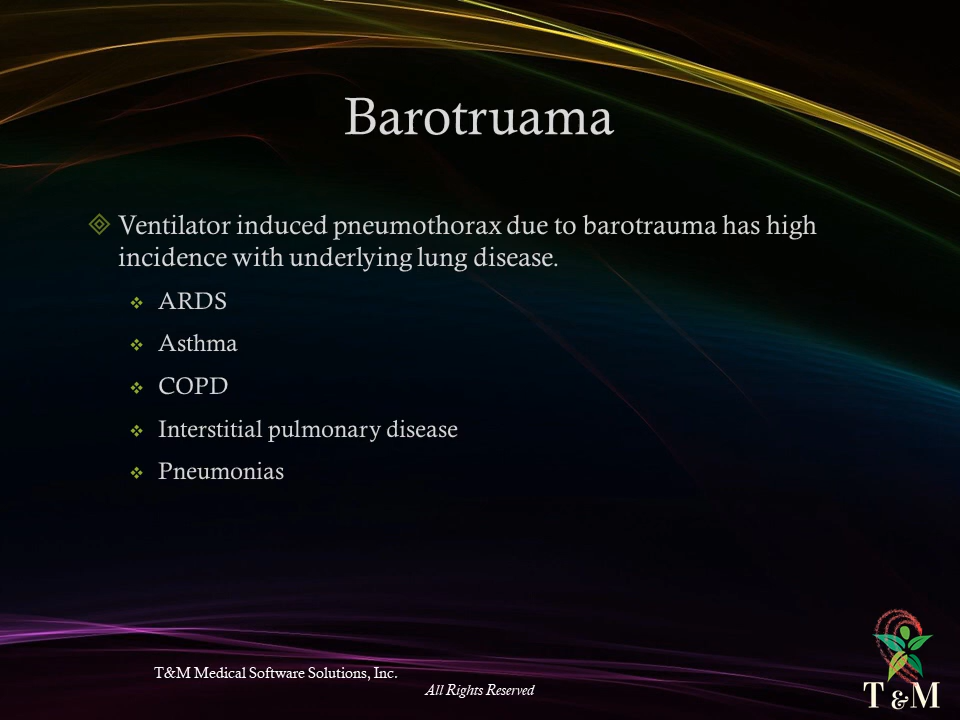 Barotruama
Ventilator induced pneumothorax due to barotrauma has high
incidence with underlying lung disease.
ARDS
Asthma
COPD
Interstitial pulmonary disease
Pneumonias
T&M Medical Software Solutions, Inc.
All Rights Reserved
T & M